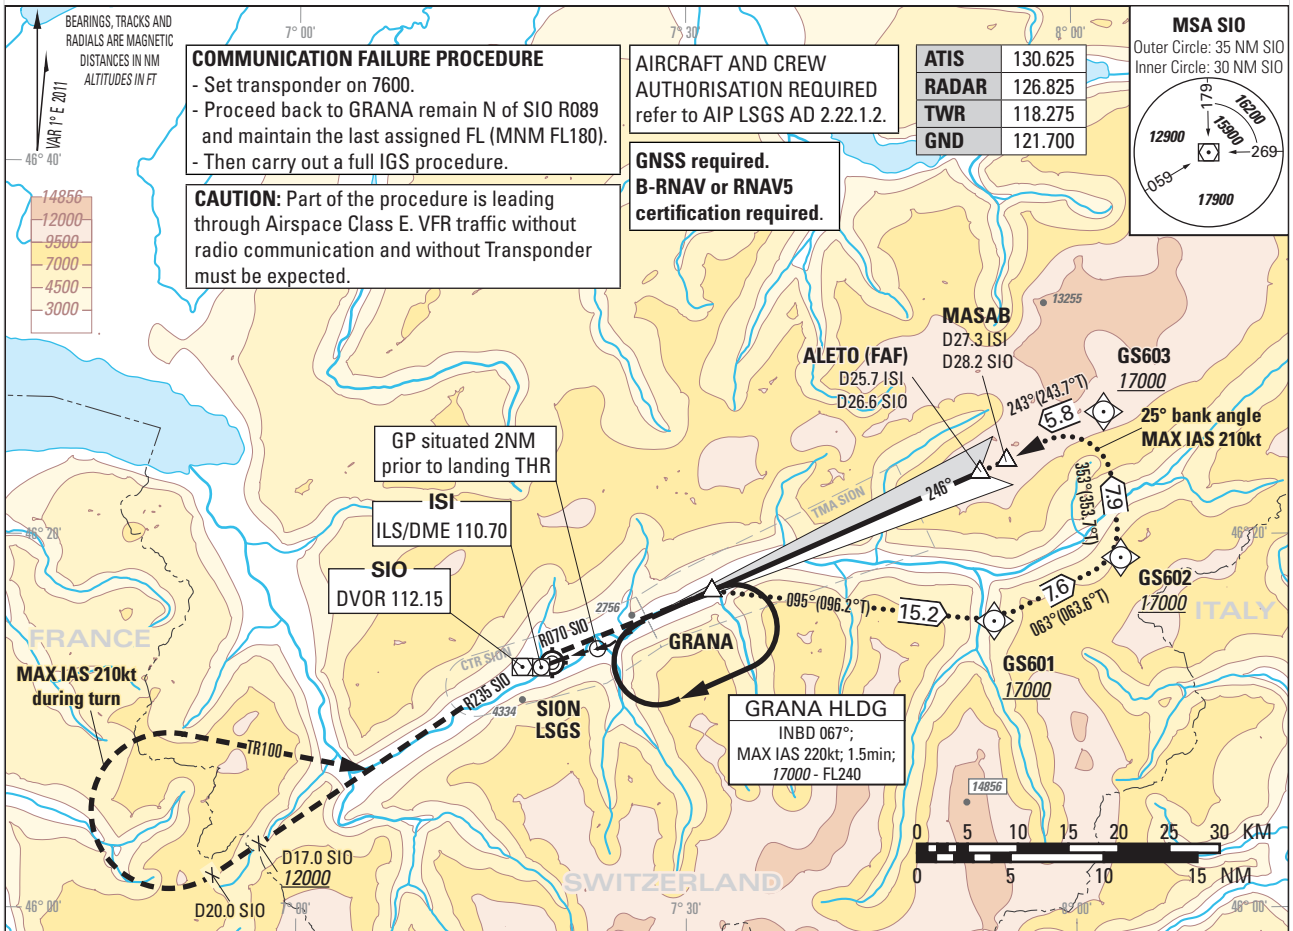 BEARINGS, TRACKS AND
RADIALS ARE MAGNETIC
DISTANCES IN NM
ALTITUDES IN FT
VAR 1° E 2011
7° 00'
7° 30'
8° 00'
COMMUNICATION FAILURE PROCEDURE
- Set transponder on 7600.
- Proceed back to GRANA remain N of SIO R089
and maintain the last assigned FL (MNM FL180).
- Then carry out a full IGS procedure.
CAUTION: Part of the procedure is leading
through Airspace Class E. VFR traffic without
radio communication and without Transponder
must be expected.
AIRCRAFT AND CREW
AUTHORISATION REQUIRED
refer to AIP LSGS AD 2.22.1.2.
GNSS required.
B-RNAV or RNAV5
certification required.
ATIS 130.625
RADAR 126.825
TWR 118.275
GND 121.700
MSA SIO
Outer Circle: 35 NM SIO
Inner Circle: 30 NM SIO
179
16200
15900
12900
269
059
17900
46° 40'
14856
12000
9500
7000
4500
3000
13255
MASAB
D27.3 ISI
D28.2 SIO
ALETO (FAF)
D25.7 ISI
D26.6 SIO
GS603
17000
243° (243.7°T)
5.8
25° bank angle
MAX IAS 210kt
GP situated 2NM
prior to landing THR
ISI
ILS/DME 110.70
SIO
DVOR 112.15
246°
TMA SION
353° (353.7°T)
7.9
46° 20'
46° 20'
GS602
17000
7.6
063° (063.6°T)
095° (096.2°T)
15.2
GS601
17000
ITALY
FRANCE
2756
R070 SIO
CTR SION
GRANA
R235 SIO
4334
SION
LSGS
MAX IAS 210kt
during turn
TR100
GRANA HLDG
INBD 067°;
MAX IAS 220kt; 1.5min;
17000 - FL240
14856
D17.0 SIO
12000
D20.0 SIO
SWITZERLAND
0 5 10 15 20 25 30 KM
0 5 10 15 NM
46° 00'
7° 00'
7° 30'
8° 00'
46° 00'